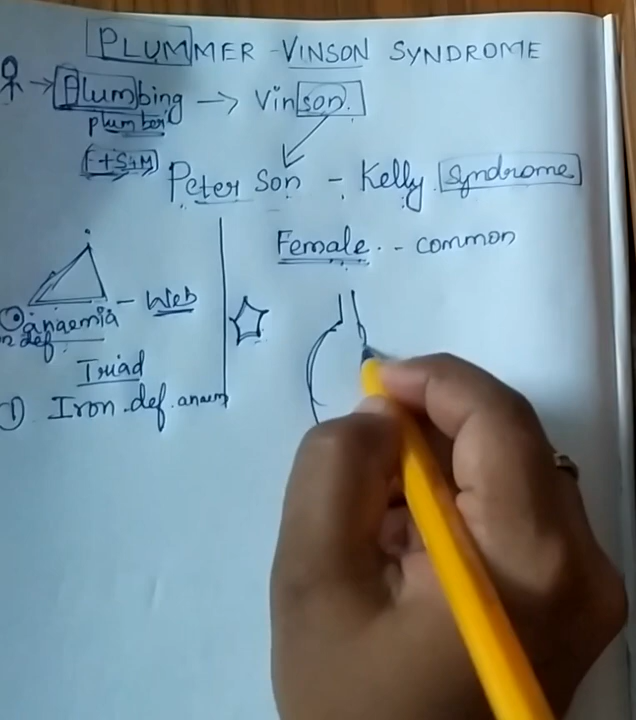 PLUMMER - VINSON SYNDROME
→ Plumbing → Vinson.
plumber
Peter Son - Kelly Syndrome
Female. - common
- Web
anaemia
def.
Triad
① Iron def. anaem